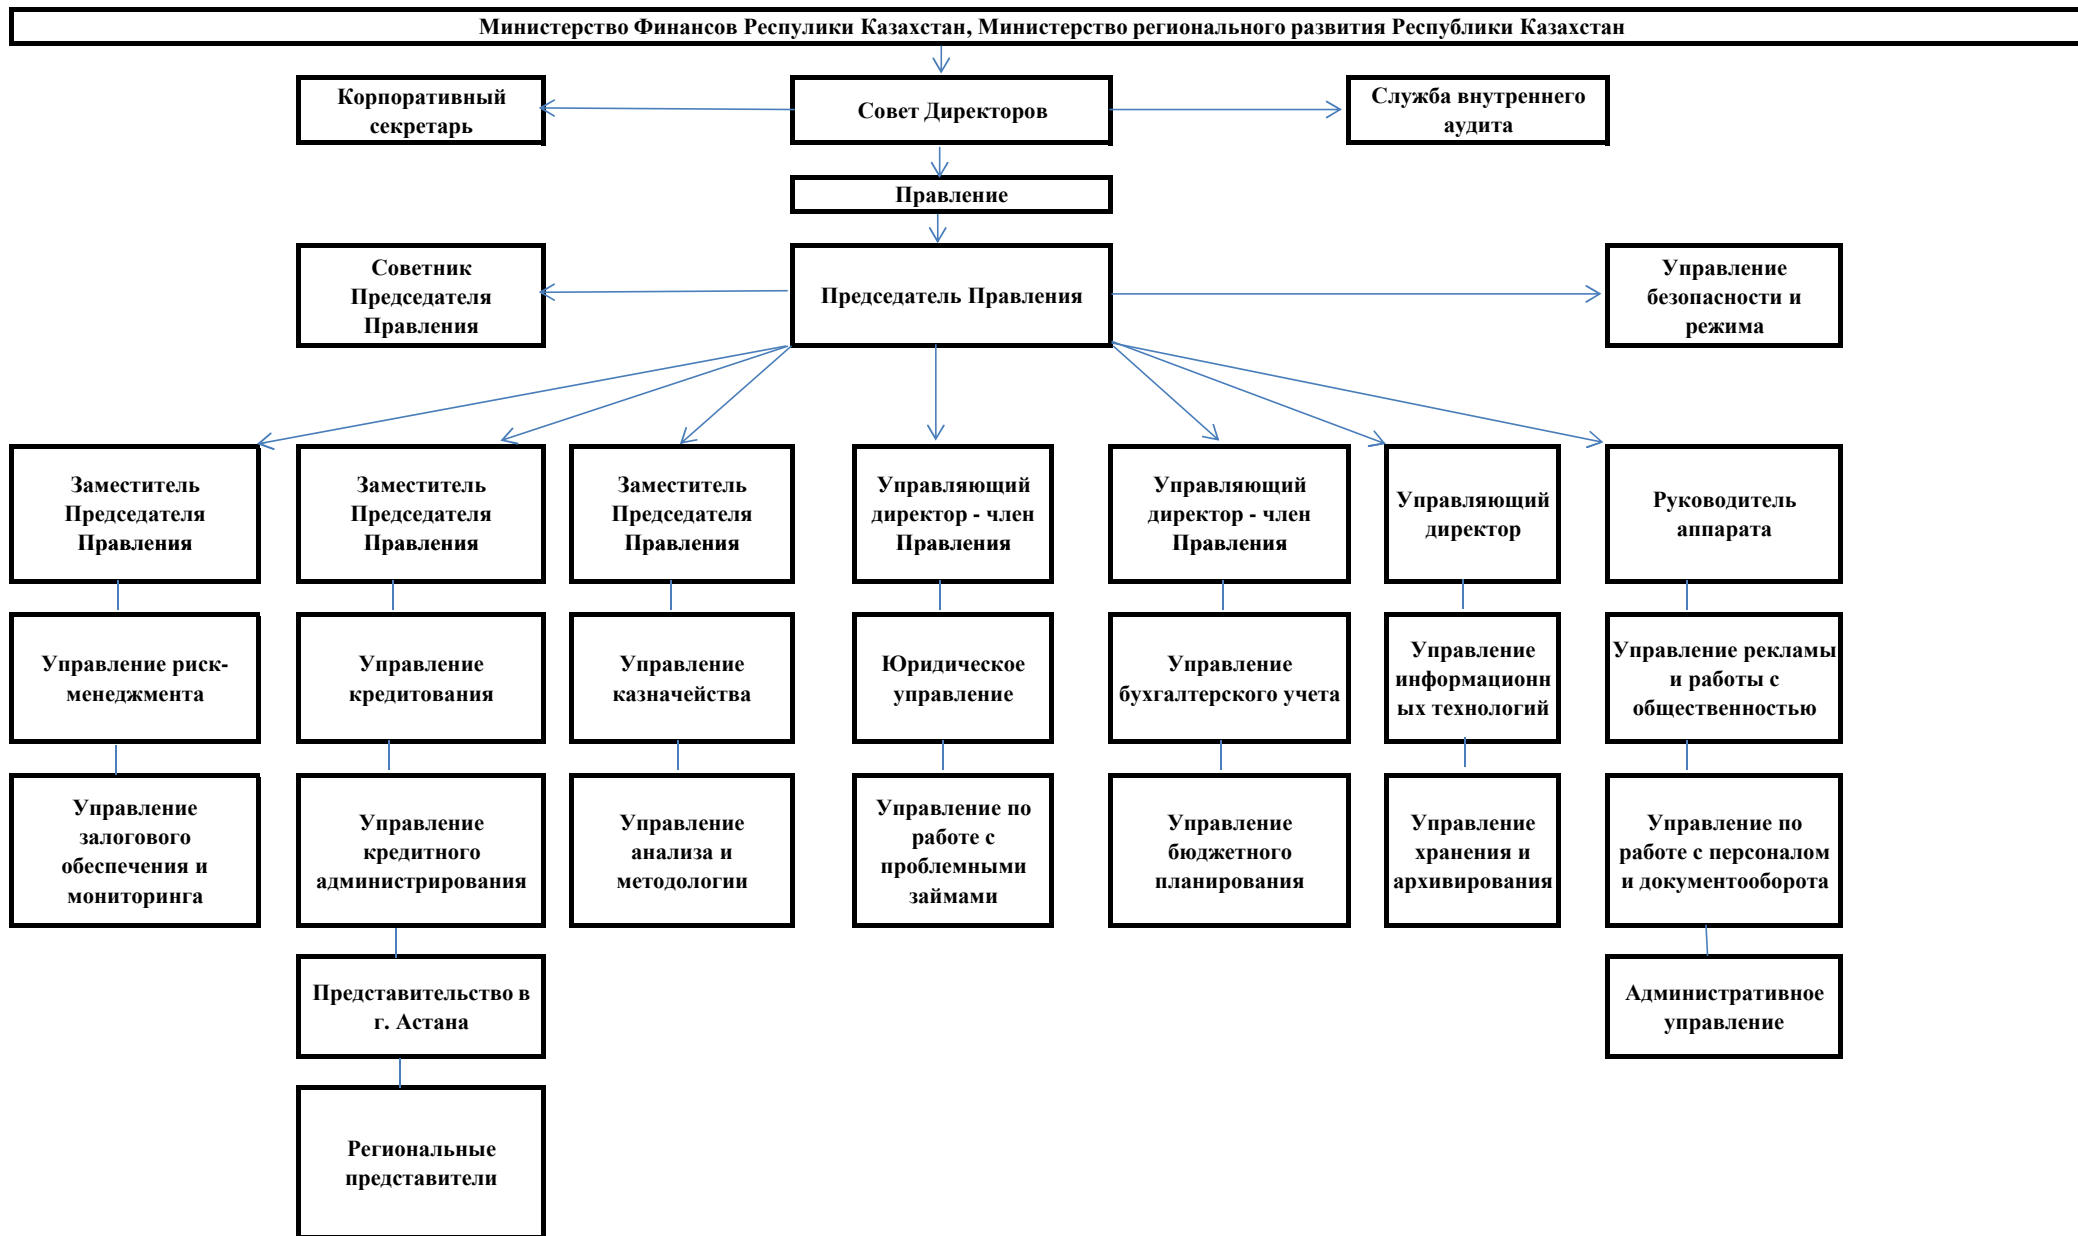 Министерство Финансов Респулики Казахстан, Министерство регионального развития Республики Казахстан
Корпоративный
секретарь
Совет Директоров
Служба внутреннего
аудита
Правление
Советник
Председателя
Правления
Председатель Правления
Управление
безопасности и
режима
Заместитель
Председателя
Правления
Заместитель
Председателя
Правления
Заместитель
Председателя
Правления
Управляющий
директор - член
Правления
Управляющий
директор - член
Правления
Управляющий
директор
Руководитель
аппарата
Управление риск-
менеджмента
Управление
кредитования
Управление
казначейства
Юридическое
управление
Управление
бухгалтерского учета
Управление
информационн
ых технологий
Управление рекламы
и работы с
общественностью
Управление
залогового
обеспечения и
мониторинга
Управление
кредитного
администрирования
Управление
анализа и
методологии
Управление по
работе с
проблемными
займами
Управление
бюджетного
планирования
Управление
хранения и
архивирования
Управление по
работе с персоналом
и документооборота
Представительство в
г. Астана
Административное
управление
Региональные
представители